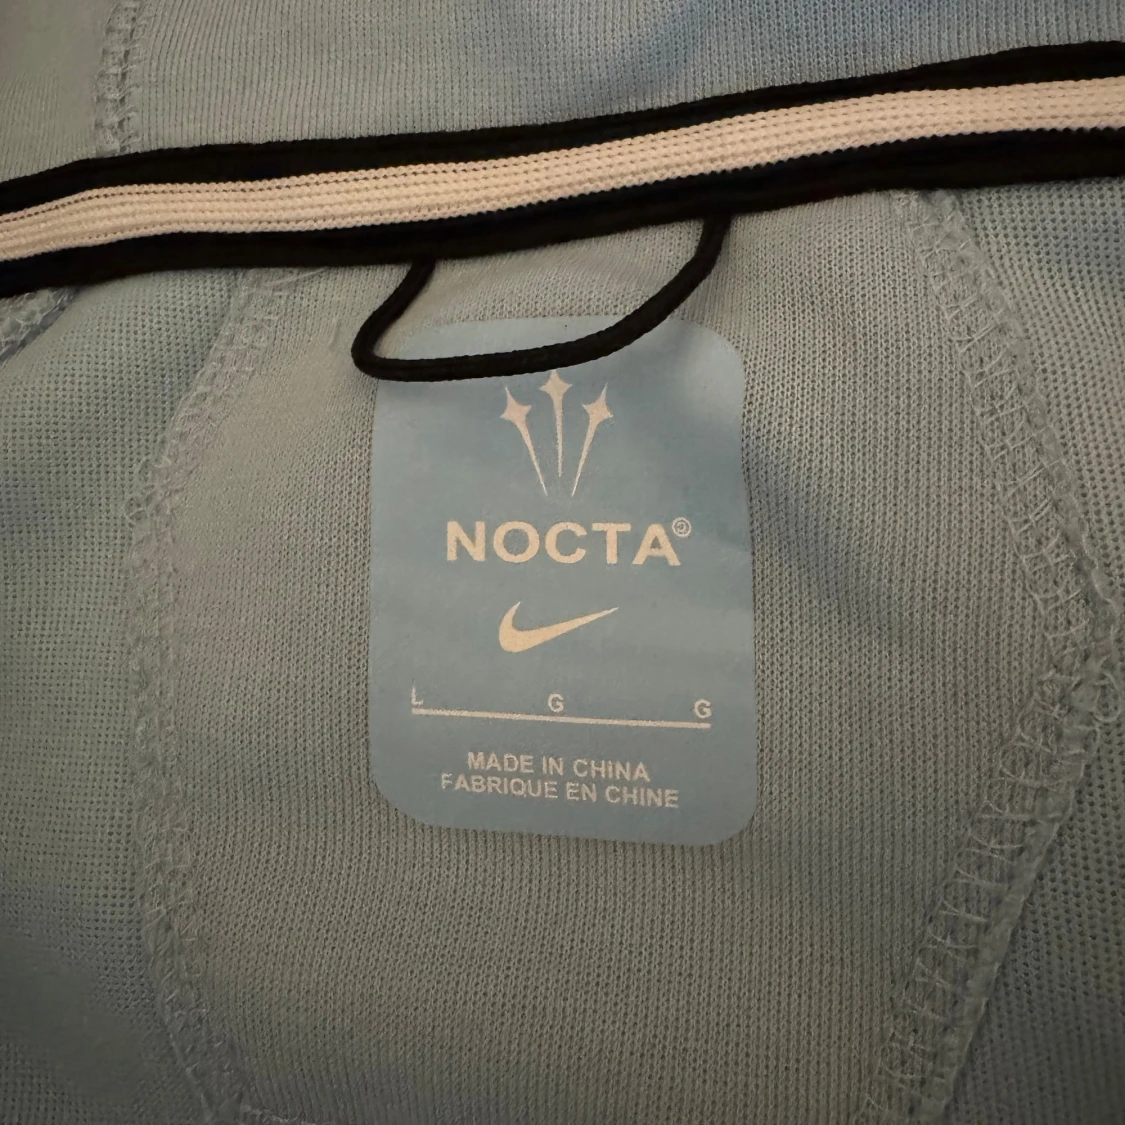 NOCTA©
L G G
MADE IN CHINA
FABRIQUE EN CHINE